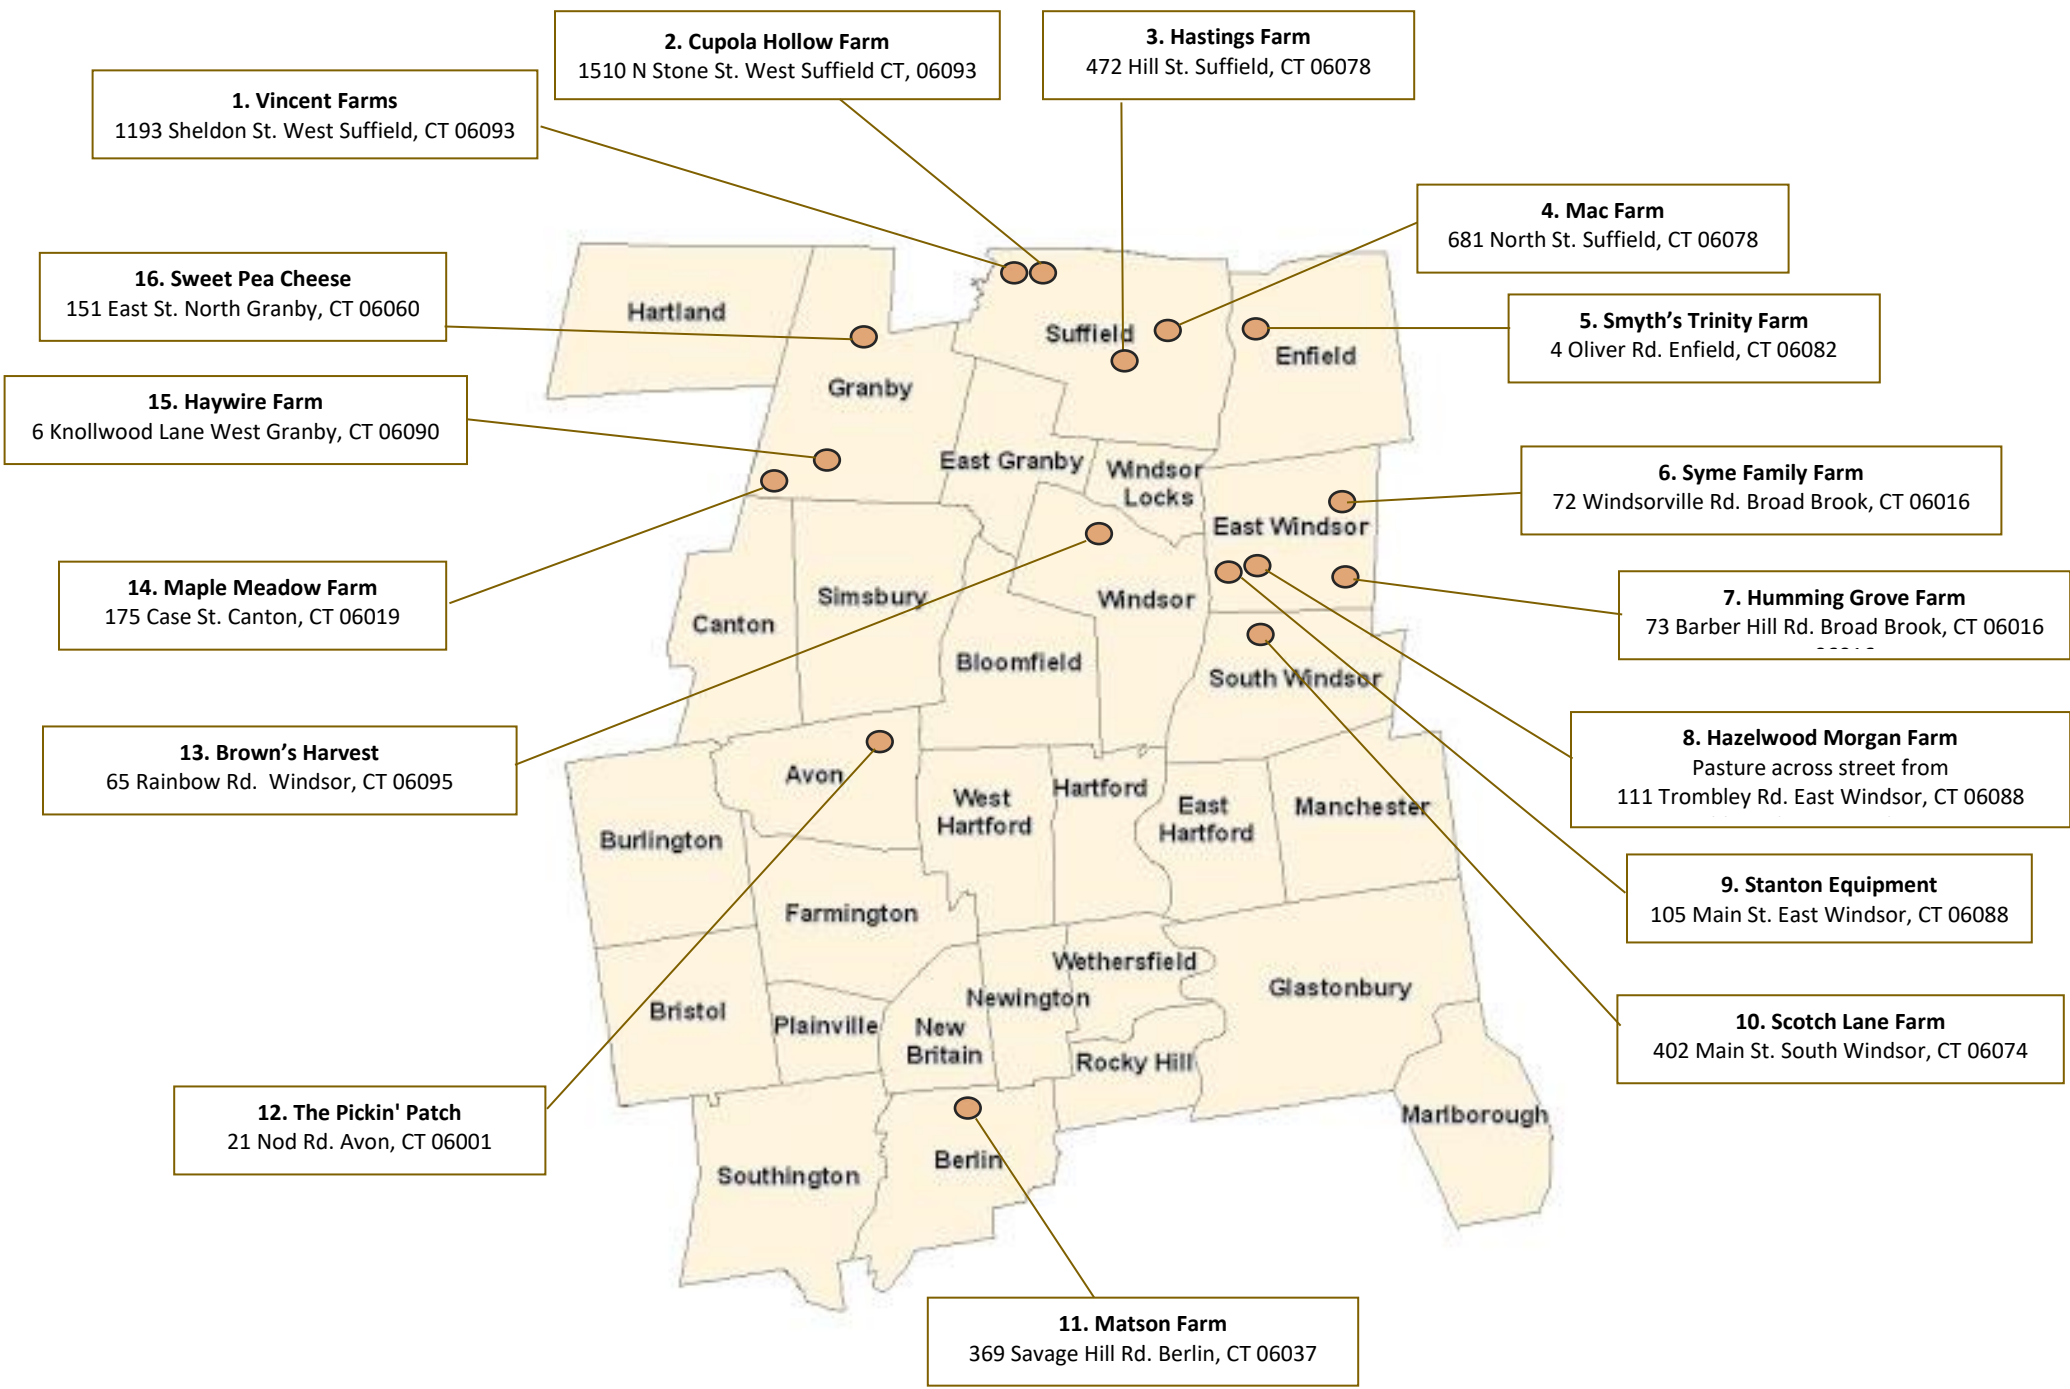 2. Cupola Hollow Farm
1510 N Stone St. West Suffield CT, 06093
3. Hastings Farm
472 Hill St. Suffield, CT 06078
1. Vincent Farms
1193 Sheldon St. West Suffield, CT 06093
4. Mac Farm
681 North St. Suffield, CT 06078
16. Sweet Pea Cheese
151 East St. North Granby, CT 06060
5. Smyth’s Trinity Farm
4 Oliver Rd. Enfield, CT 06082
15. Haywire Farm
6 Knollwood Lane West Granby, CT 06090
6. Syme Family Farm
72 Windsorville Rd. Broad Brook, CT 06016
14. Maple Meadow Farm
175 Case St. Canton, CT 06019
7. Humming Grove Farm
73 Barber Hill Rd. Broad Brook, CT 06016
13. Brown’s Harvest
65 Rainbow Rd.  Windsor, CT 06095
8. Hazelwood Morgan Farm
Pasture across street from
111 Trombley Rd. East Windsor, CT 06088
9. Stanton Equipment
105 Main St. East Windsor, CT 06088
10. Scotch Lane Farm
402 Main St. South Windsor, CT 06074
12. The Pickin' Patch
21 Nod Rd. Avon, CT 06001
11. Matson Farm
369 Savage Hill Rd. Berlin, CT 06037
Hartland
Suffield
Enfield
Granby
East Granby
Windsor
Locks
East Windsor
Simsbury
Windsor
Canton
Bloomfield
South Windsor
Avon
West
Hartford
Hartford
East
Hartford
Manchester
Burlington
Farmington
Wethersfield
Glastonbury
Newington
Bristol
Plainville
New
Britain
Rocky Hill
Marlborough
Berlin
Southington